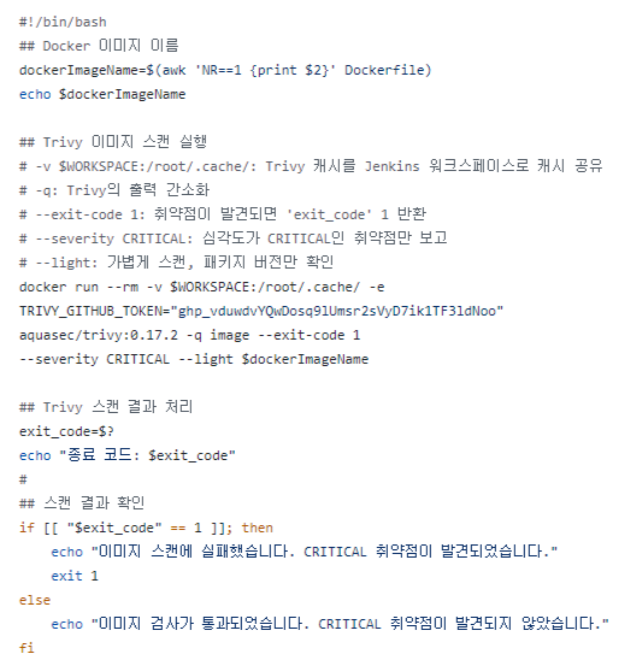 #!/bin/bash
## Docker 이미지 이름
dockerImageName=$(awk 'NR==1 {print $2}' Dockerfile)
echo $dockerImageName
## Trivy 이미지 스캔 실행
# -v $WORKSPACE:/root/.cache/: Trivy 캐시를 Jenkins 워크스페이스로 캐시 공유
# -q: Trivy의 출력 간소화
# --exit-code 1: 취약점이 발견되면 'exit_code' 1 반환
# --severity CRITICAL: 심각도가 CRITICAL인 취약점만 보고
# --light: 가볍게 스캔, 패키지 버전만 확인
docker run --rm -v $WORKSPACE:/root/.cache/ -e
TRIVY_GITHUB_TOKEN="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"
aquasec/trivy:0.17.2 -q image --exit-code 1
--severity CRITICAL --light $dockerImageName
## Trivy 스캔 결과 처리
exit_code=$?
echo "종료 코드: $exit_code"
#
## 스캔 결과 확인
if [[ "$exit_code" == 1 ]]; then
    echo "이미지 스캔에 실패했습니다. CRITICAL 취약점이 발견되었습니다."
    exit 1
else
    echo "이미지 검사가 통과되었습니다. CRITICAL 취약점이 발견되지 않았습니다."
fi